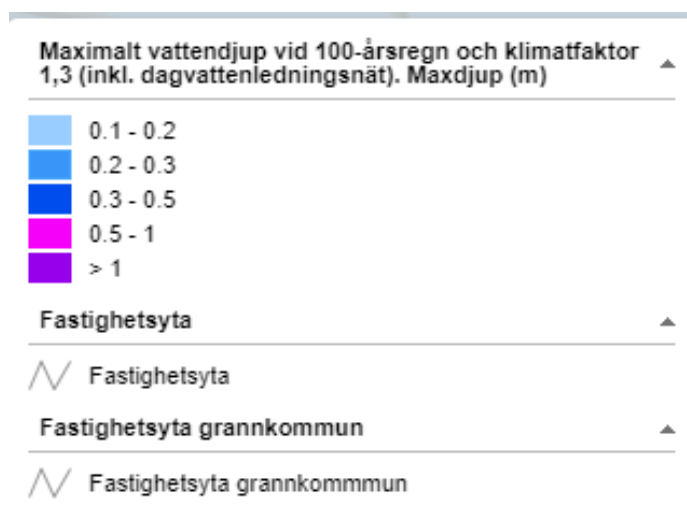 Maximalt vattendjup vid 100-årsregn och klimatfaktor
1,3 (inkl. dagvattenledningsnät). Maxdjup (m)
0.1 - 0.2
0.2 - 0.3
0.3 - 0.5
0.5 - 1
> 1
Fastighetsyta
Fastighetsyta
Fastighetsyta grannkommun
Fastighetsyta grannkommmun